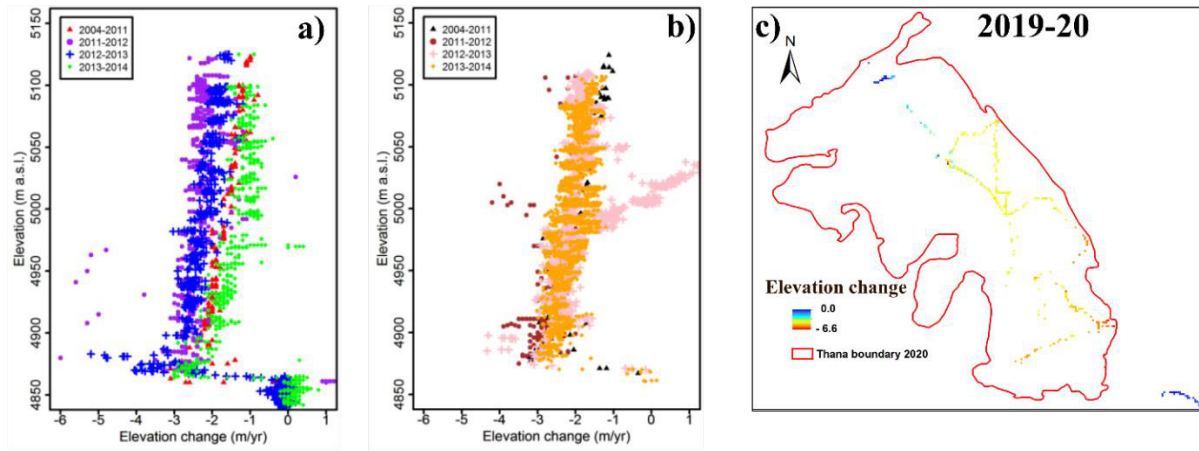 a)
2004-2011
2011-2012
2012-2013
2013-2014
5150
5100
5050
5000
4950
4900
4850
Elevation (m a.s.l.)
-6 -5 -4 -3 -2 -1 0 1
Elevation change (m/yr)
b)
2004-2011
2011-2012
2012-2013
2013-2014
5150
5100
5050
5000
4950
4900
4850
Elevation (m a.s.l.)
-6 -5 -4 -3 -2 -1 0 1
Elevation change (m/yr)
c)
2019-20
N
Elevation change
0.0
- 6.6
Thana boundary 2020